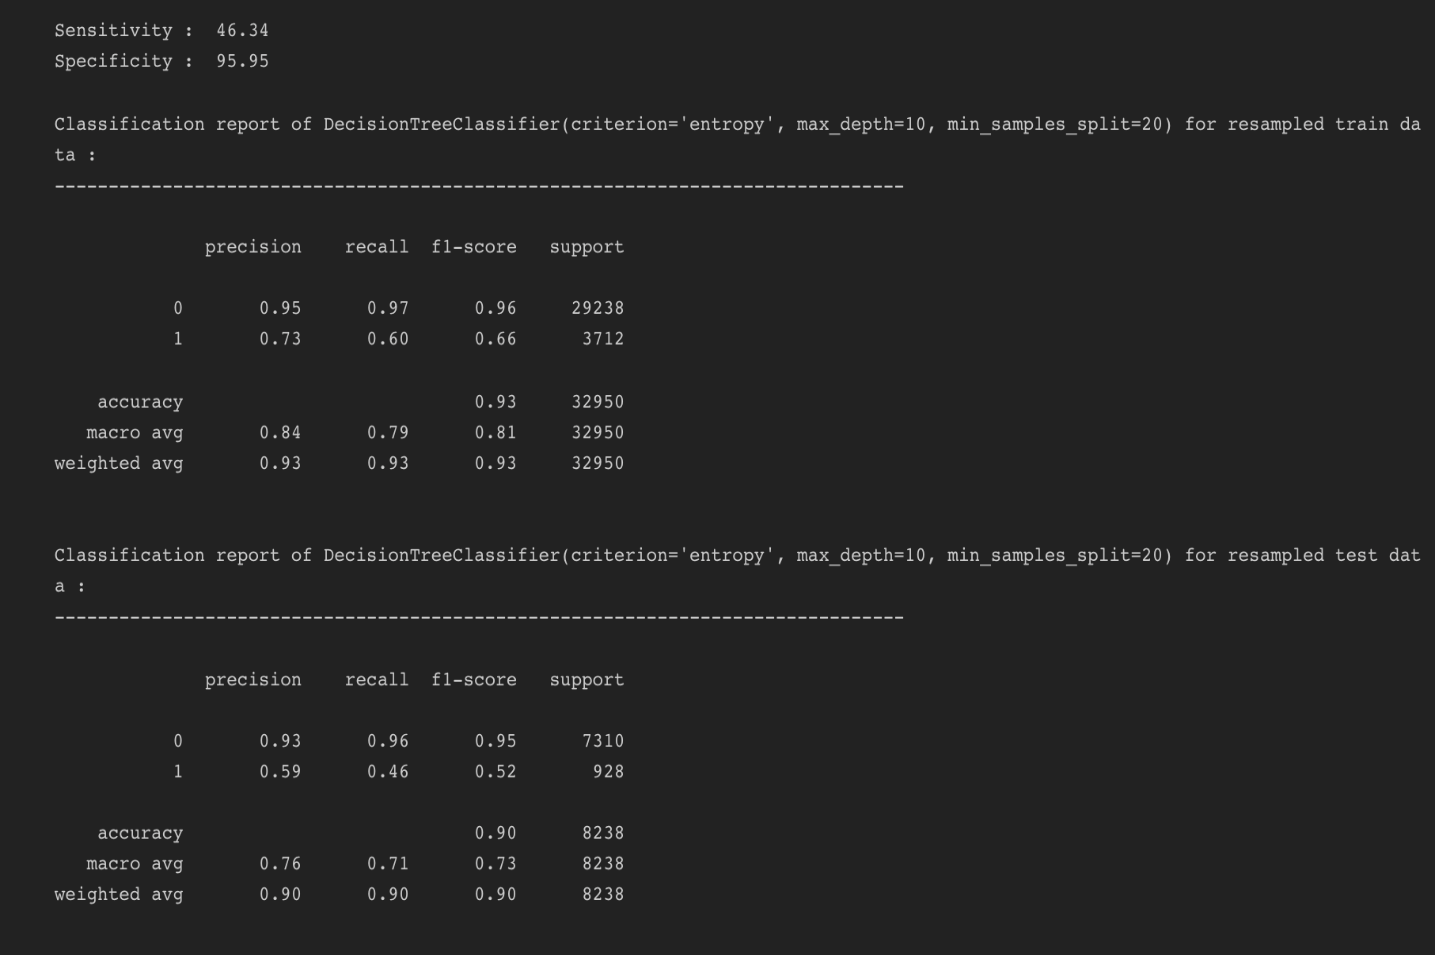 Sensitivity :  46.34
Specificity :  95.95
Classification report of DecisionTreeClassifier(criterion='entropy', max_depth=10, min_samples_split=20) for resampled train da
ta :
-------------------------------------------------------------------------------
precision    recall  f1-score   support
0       0.95      0.97      0.96     29238
1       0.73      0.60      0.66      3712
accuracy                           0.93     32950
macro avg       0.84      0.79      0.81     32950
weighted avg       0.93      0.93      0.93     32950
Classification report of DecisionTreeClassifier(criterion='entropy', max_depth=10, min_samples_split=20) for resampled test dat
a :
-------------------------------------------------------------------------------
precision    recall  f1-score   support
0       0.93      0.96      0.95      7310
1       0.59      0.46      0.52       928
accuracy                           0.90      8238
macro avg       0.76      0.71      0.73      8238
weighted avg       0.90      0.90      0.90      8238